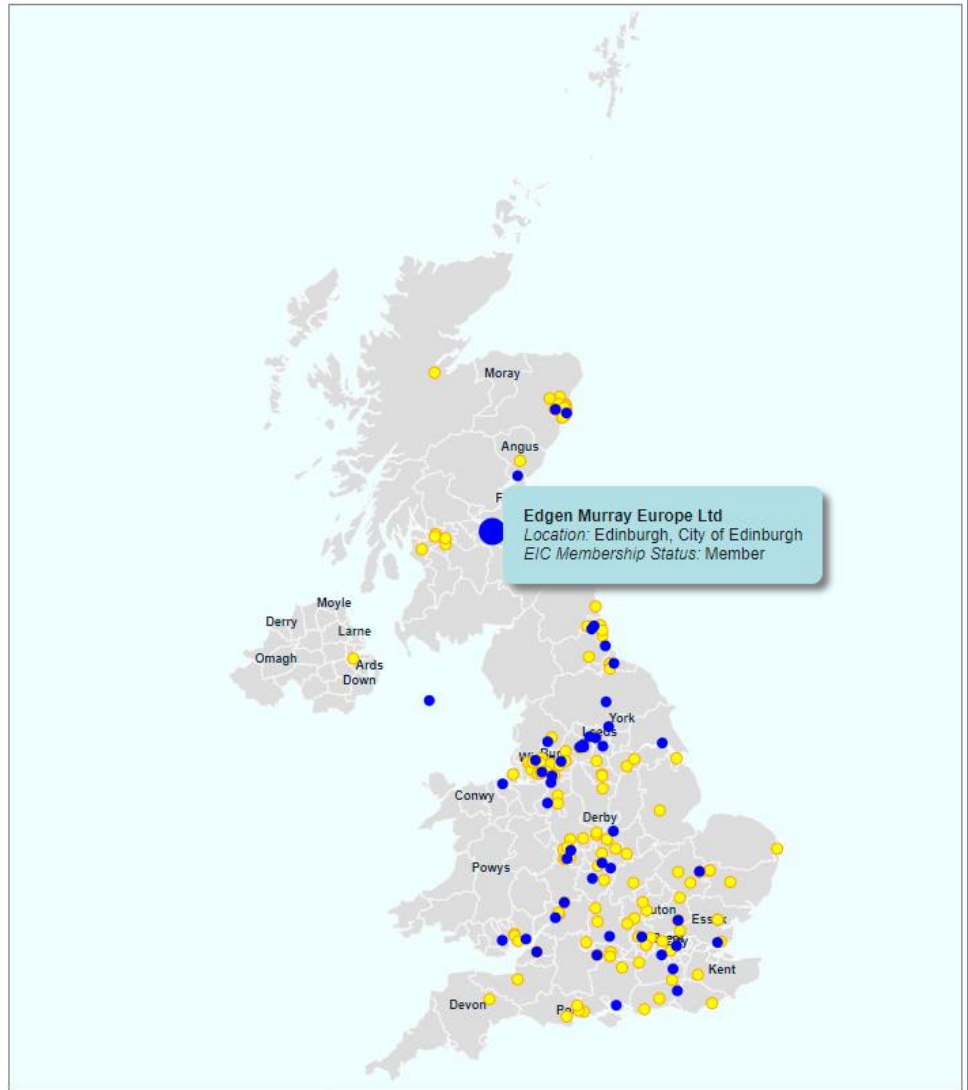 Moray
Angus
F
Edgen Murray Europe Ltd
Location: Edinburgh, City of Edinburgh
EIC Membership Status: Member
Moyle
Derry
Larne
Omagh
Ards
Down
York
Leeds
Conwy
Derby
Powys
uton
Essex
Kent
Devon